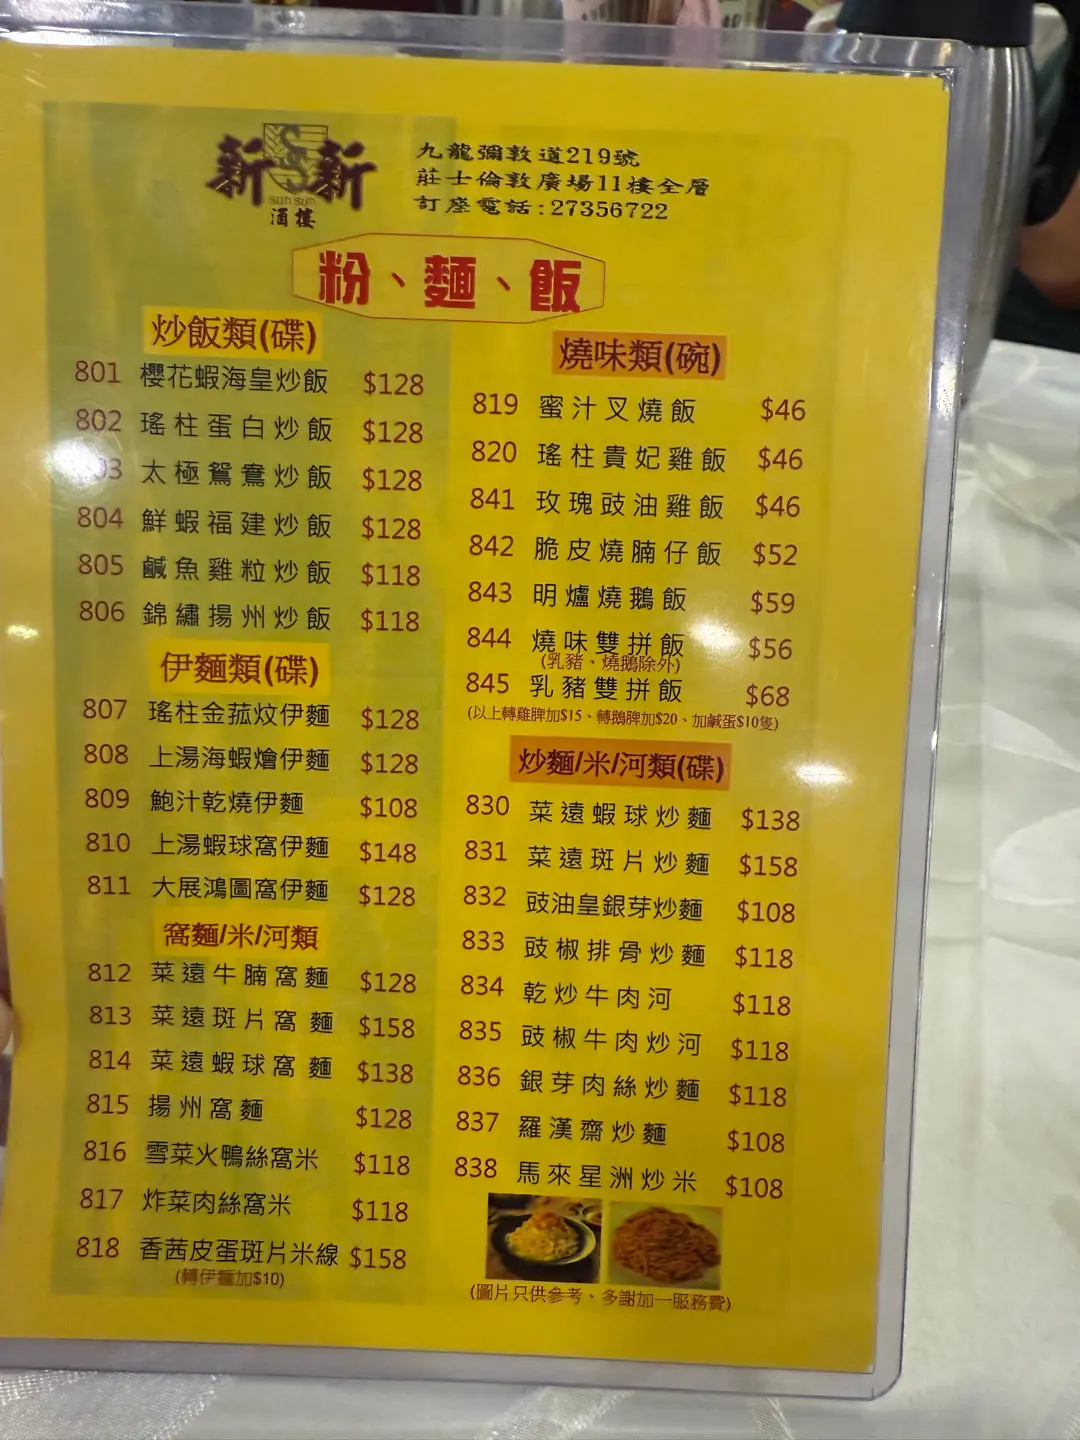 新新
sun sun
酒樓
九龍彌敦道219號
莊士倫敦廣場11樓全層
訂座電話:27356722
粉、麵、飯
炒飯類(碟)
801 櫻花蝦海皇炒飯 $128
802 瑤柱蛋白炒飯 $128
03 太極鴛鴦炒飯 $128
804 鮮蝦福建炒飯 $128
805 鹹魚雞粒炒飯 $118
806 錦繡揚州炒飯 $118
伊麵類(碟)
807 瑤柱金菰炆伊麵 $128
808 上湯海蝦燴伊麵 $128
809 鮑汁乾燒伊麵 $108
810 上湯蝦球窩伊麵 $148
811 大展鴻圖窩伊麵 $128
窩麵/米/河類
812 菜遠牛腩窩麵 $128
813 菜遠斑片窩麵 $158
814 菜遠蝦球窩麵 $138
815 揚州窩麵 $128
816 雪菜火鴨絲窩米 $118
817 炸菜肉絲窩米 $118
818 香茜皮蛋斑片米線 $158
(轉伊麵加$10)
燒味類(碗)
819 蜜汁叉燒飯 $46
820 瑤柱貴妃雞飯 $46
841 玫瑰豉油雞飯 $46
842 脆皮燒腩仔飯 $52
843 明爐燒鵝飯 $59
844 燒味雙拼飯 $56
(乳豬、燒鵝除外)
845 乳豬雙拼飯 $68
(以上轉雞脾加$15、轉鵝脾加$20、加鹹蛋$10隻)
炒麵/米/河類(碟)
830 菜遠蝦球炒麵 $138
831 菜遠斑片炒麵 $158
832 豉油皇銀芽炒麵 $108
833 豉椒排骨炒麵 $118
834 乾炒牛肉河 $118
835 豉椒牛肉炒河 $118
836 銀芽肉絲炒麵 $118
837 羅漢齋炒麵 $108
838 馬來星洲炒米 $108
(圖片只供參考、多謝加一服務費)